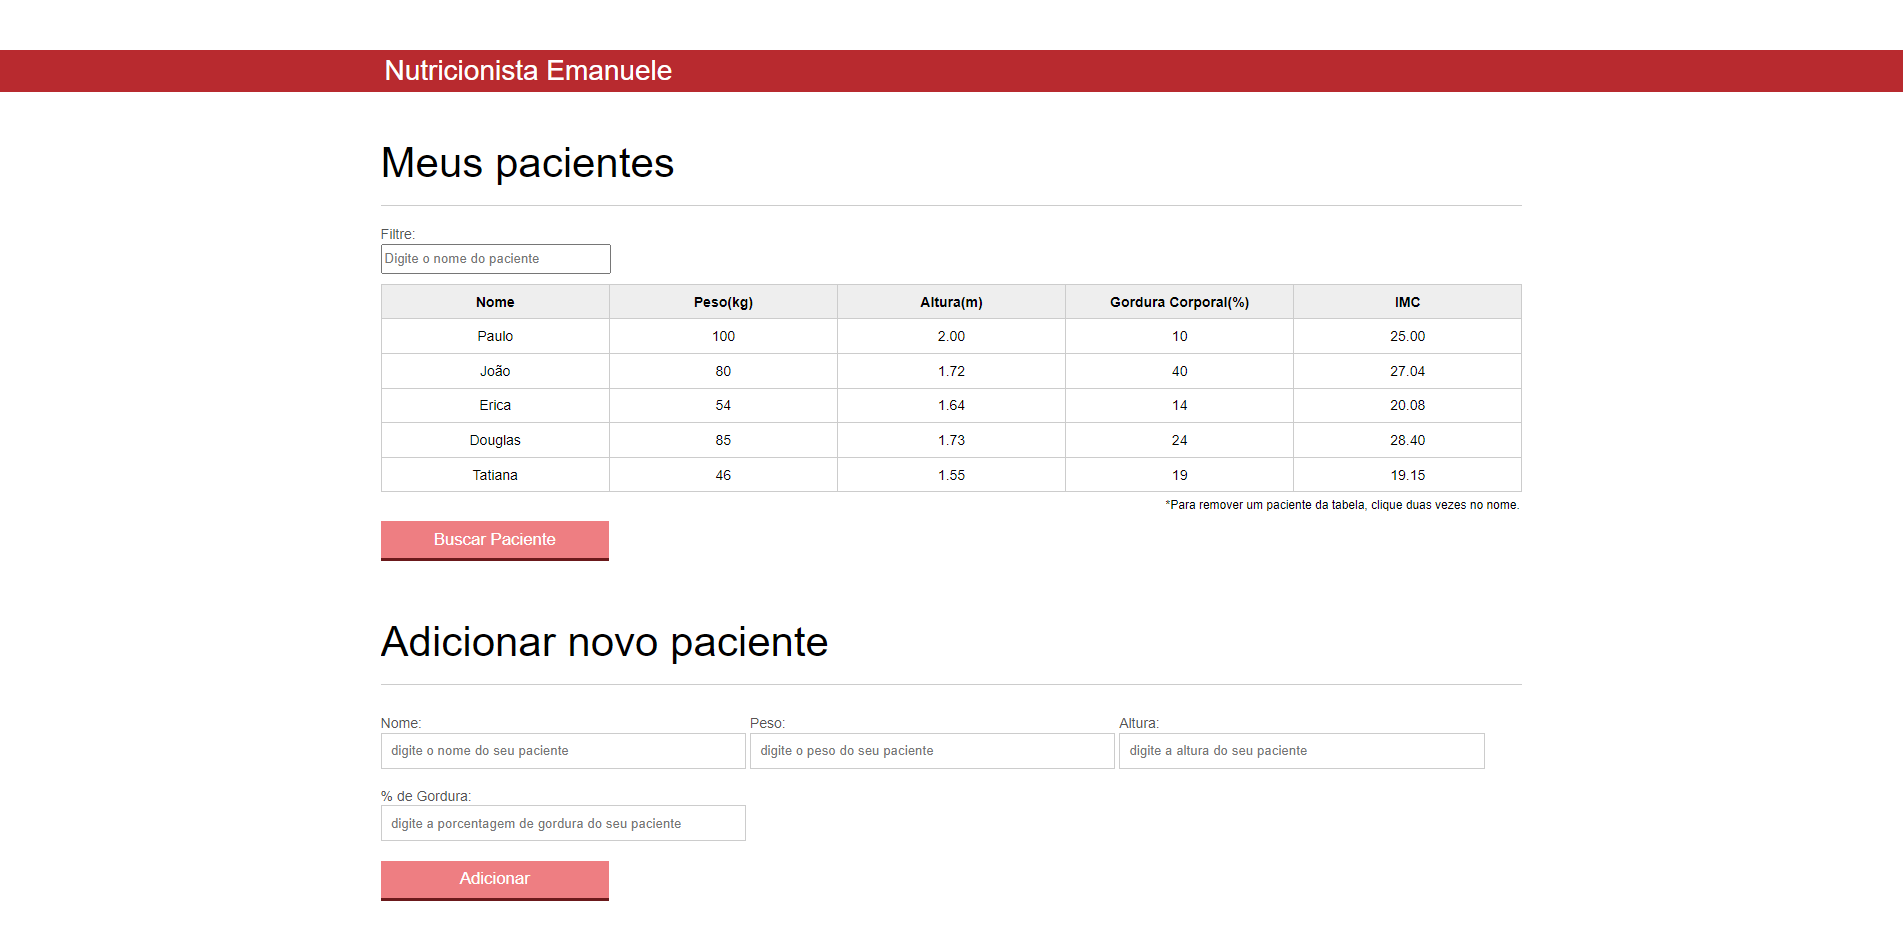 Nutricionista Emanuele
Meus pacientes
Filtre:
Digite o nome do paciente
Nome Peso(kg) Altura(m) Gordura Corporal(%) IMC
Paulo 100 2.00 10 25.00
João 80 1.72 40 27.04
Erica 54 1.64 14 20.08
Douglas 85 1.73 24 28.40
Tatiana 46 1.55 19 19.15
*Para remover um paciente da tabela, clique duas vezes no nome.
Buscar Paciente
Adicionar novo paciente
Nome: Peso: Altura:
digite o nome do seu paciente digite o peso do seu paciente digite a altura do seu paciente
% de Gordura:
digite a porcentagem de gordura do seu paciente
Adicionar